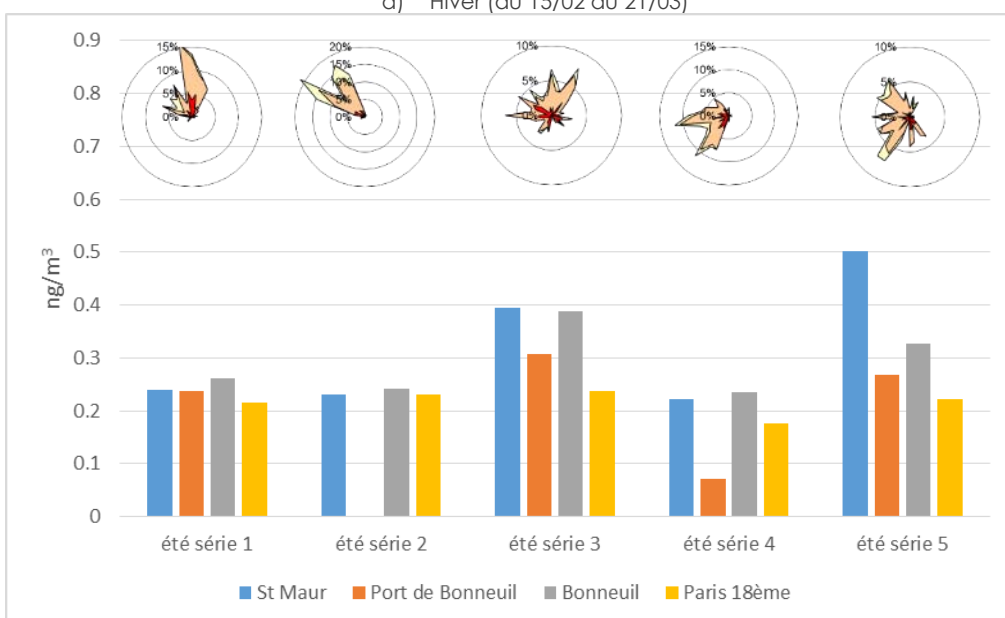 a) Hiver (du 15/02 au 21/03)
0.9
0.8
0.7
0.6
0.5
0.4
0.3
0.2
0.1
0
ng/m³
15%
10%
5%
0%
20%
15%
5%
0%
10%
5%
0%
15%
10%
5%
0%
10%
5%
0%
été série 1
été série 2
été série 3
été série 4
été série 5
St Maur
Port de Bonneuil
Bonneuil
Paris 18ème